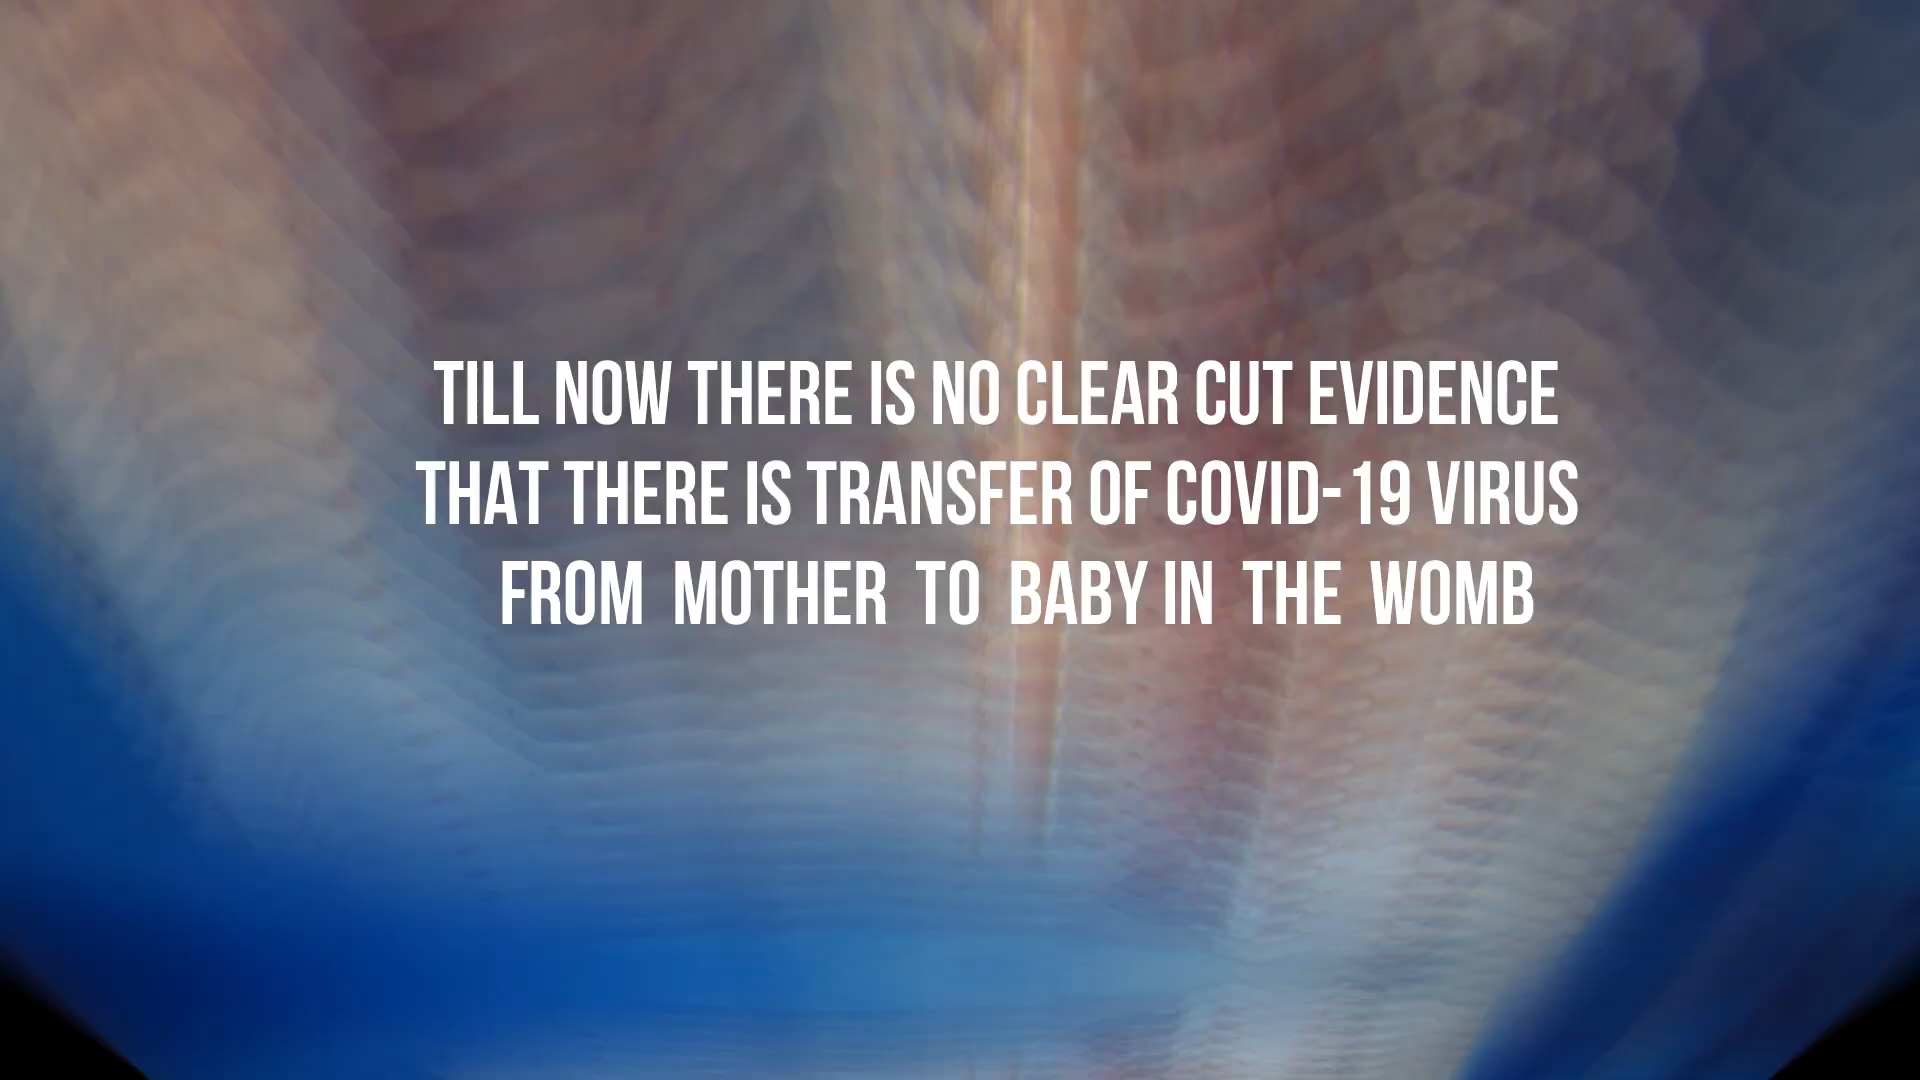 TILL NOW THERE IS NO CLEAR CUT EVIDENCE
THAT THERE IS TRANSFER OF COVID-19 VIRUS
FROM MOTHER TO BABY IN THE WOMB